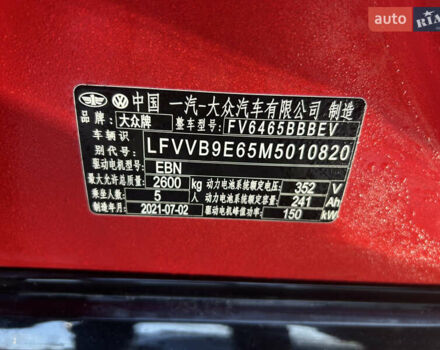 auto RIA
中国 一汽-大众汽车有限公司 制造
品牌 大众牌 整车型号 FV6465BBBEV
车辆识别代号: LFVVB9E65M5010820
驱动电机型号 EBN
最大允许总质量 2600 kg 动力电池系统额定电压: 352 V
乘坐人数 5 人 动力电池系统额定容量: 241 Ah
制造年月 2021-07-02 驱动电机峰值功率: 150 kW